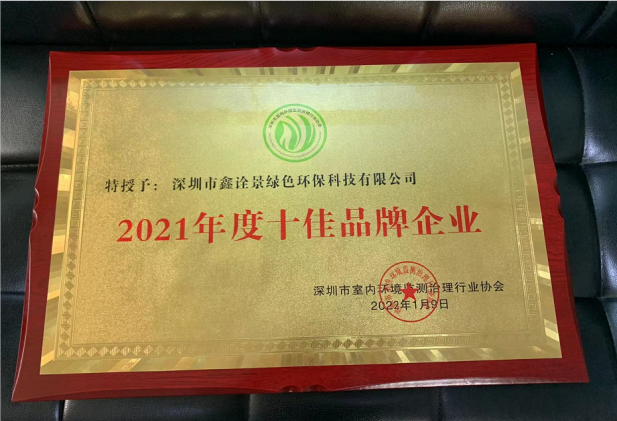 特授予：深圳市鑫诠景绿色环保科技有限公司
2021年度十佳品牌企业
深圳市室内环境监测治理行业协会
2022年1月9日